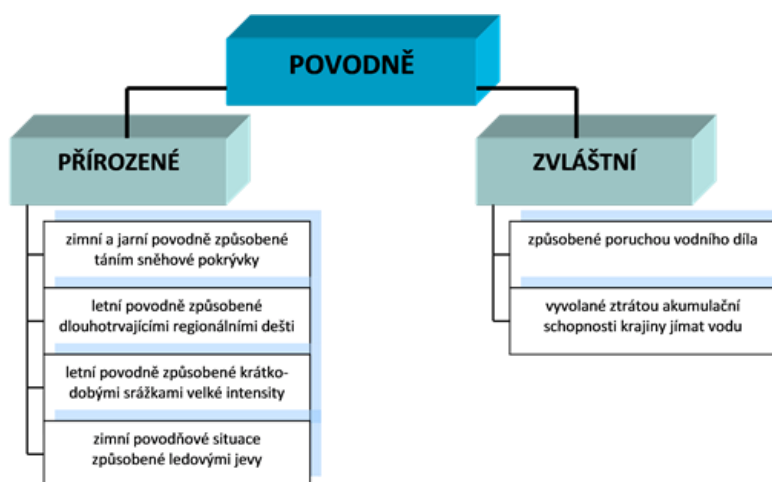 POVODNĚ
PŘÍROZENÉ
zimní a jarní povodně způsobené
táním sněhové pokrývky
letní povodně způsobené
dlouhotrvajícími regionálními dešti
letní povodně způsobené krátko-
dobými srážkami velké intensity
zimní povodňové situace
způsobené ledovými jevy
ZVLÁŠTNÍ
způsobené poruchou vodního díla
vyvolané ztrátou akumulační
schopnosti krajiny jímat vodu